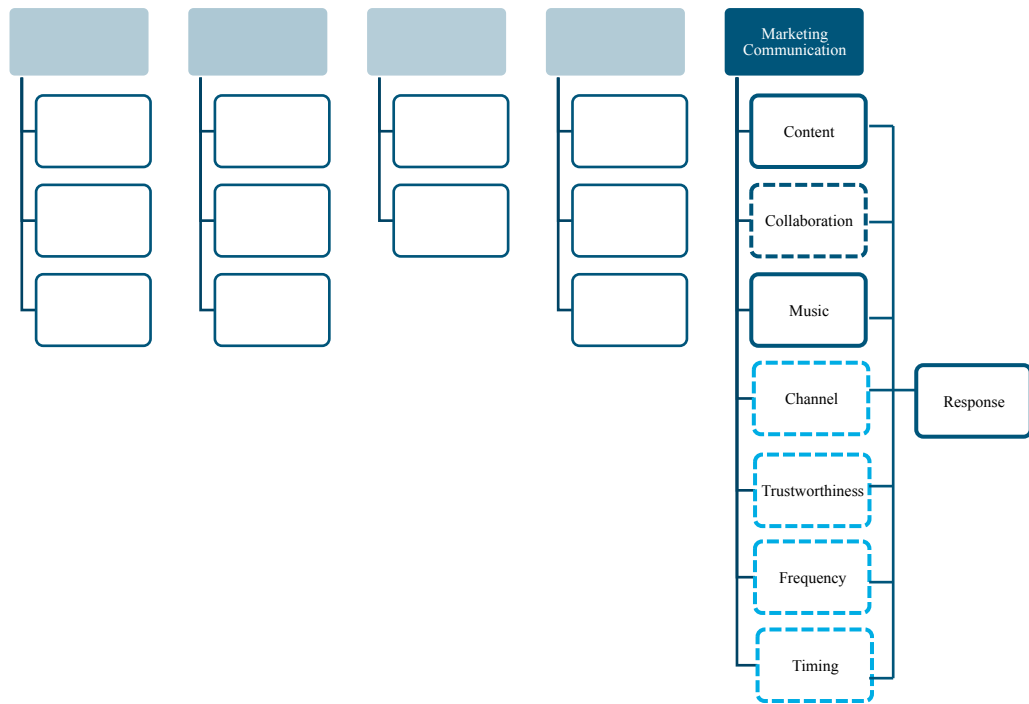 Marketing
Communication
Content
Collaboration
Music
Channel
Response
Trustworthiness
Frequency
Timing